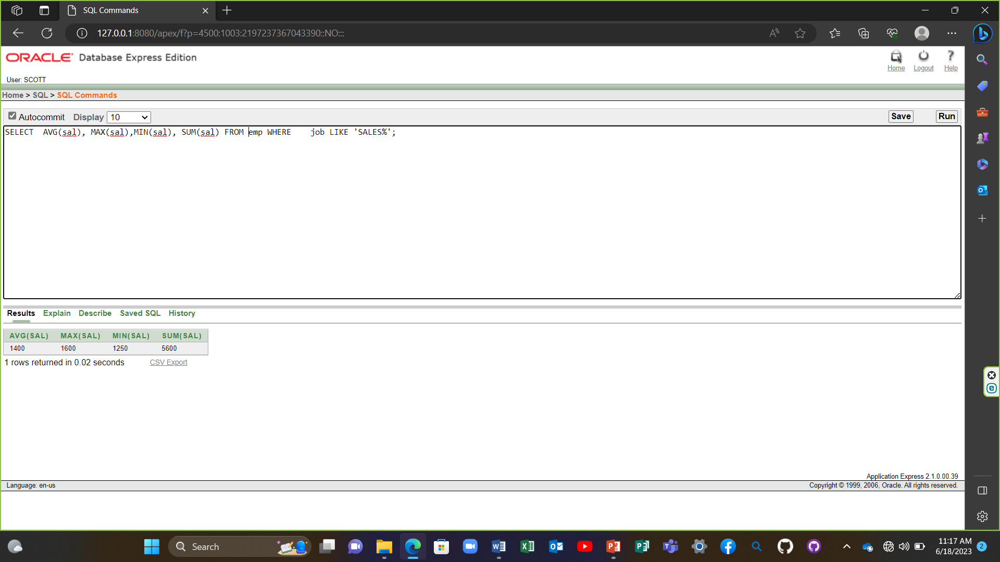 SQL Commands
127.0.0.1:8080/apex/f?p=4500:1003:2197237367043390::NO:::
ORACLE Database Express Edition
Home Logout Help
User: SCOTT
Home > SQL > SQL Commands
Autocommit Display 10 Save Run
SELECT  AVG(sal), MAX(sal),MIN(sal), SUM(sal) FROM emp WHERE    job LIKE 'SALES%';
Results Explain Describe Saved SQL History
AVG(SAL) MAX(SAL) MIN(SAL) SUM(SAL)
1400 1600 1250 5600
1 rows returned in 0.02 seconds CSV Export
Application Express 2.1.0.00.39
Language: en-us Copyright © 1999, 2006, Oracle. All rights reserved.
Search
11:17 AM
6/18/2023 2